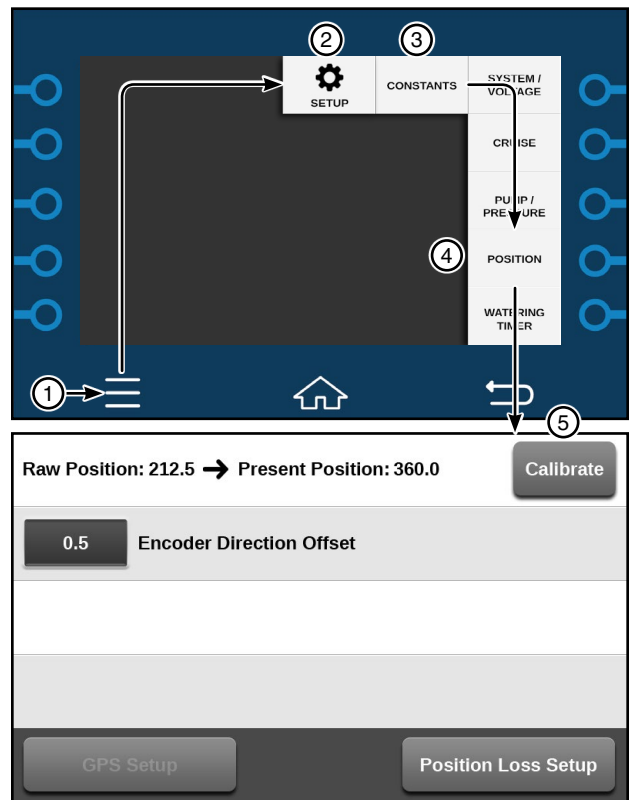 2
3
SETUP
CONSTANTS
SYSTEM /
VOLTAGE
CRUISE
PUMP /
PRESSURE
4
POSITION
WATERING
TIMER
1
5
Raw Position: 212.5 → Present Position: 360.0
Calibrate
0.5
Encoder Direction Offset
GPS Setup
Position Loss Setup